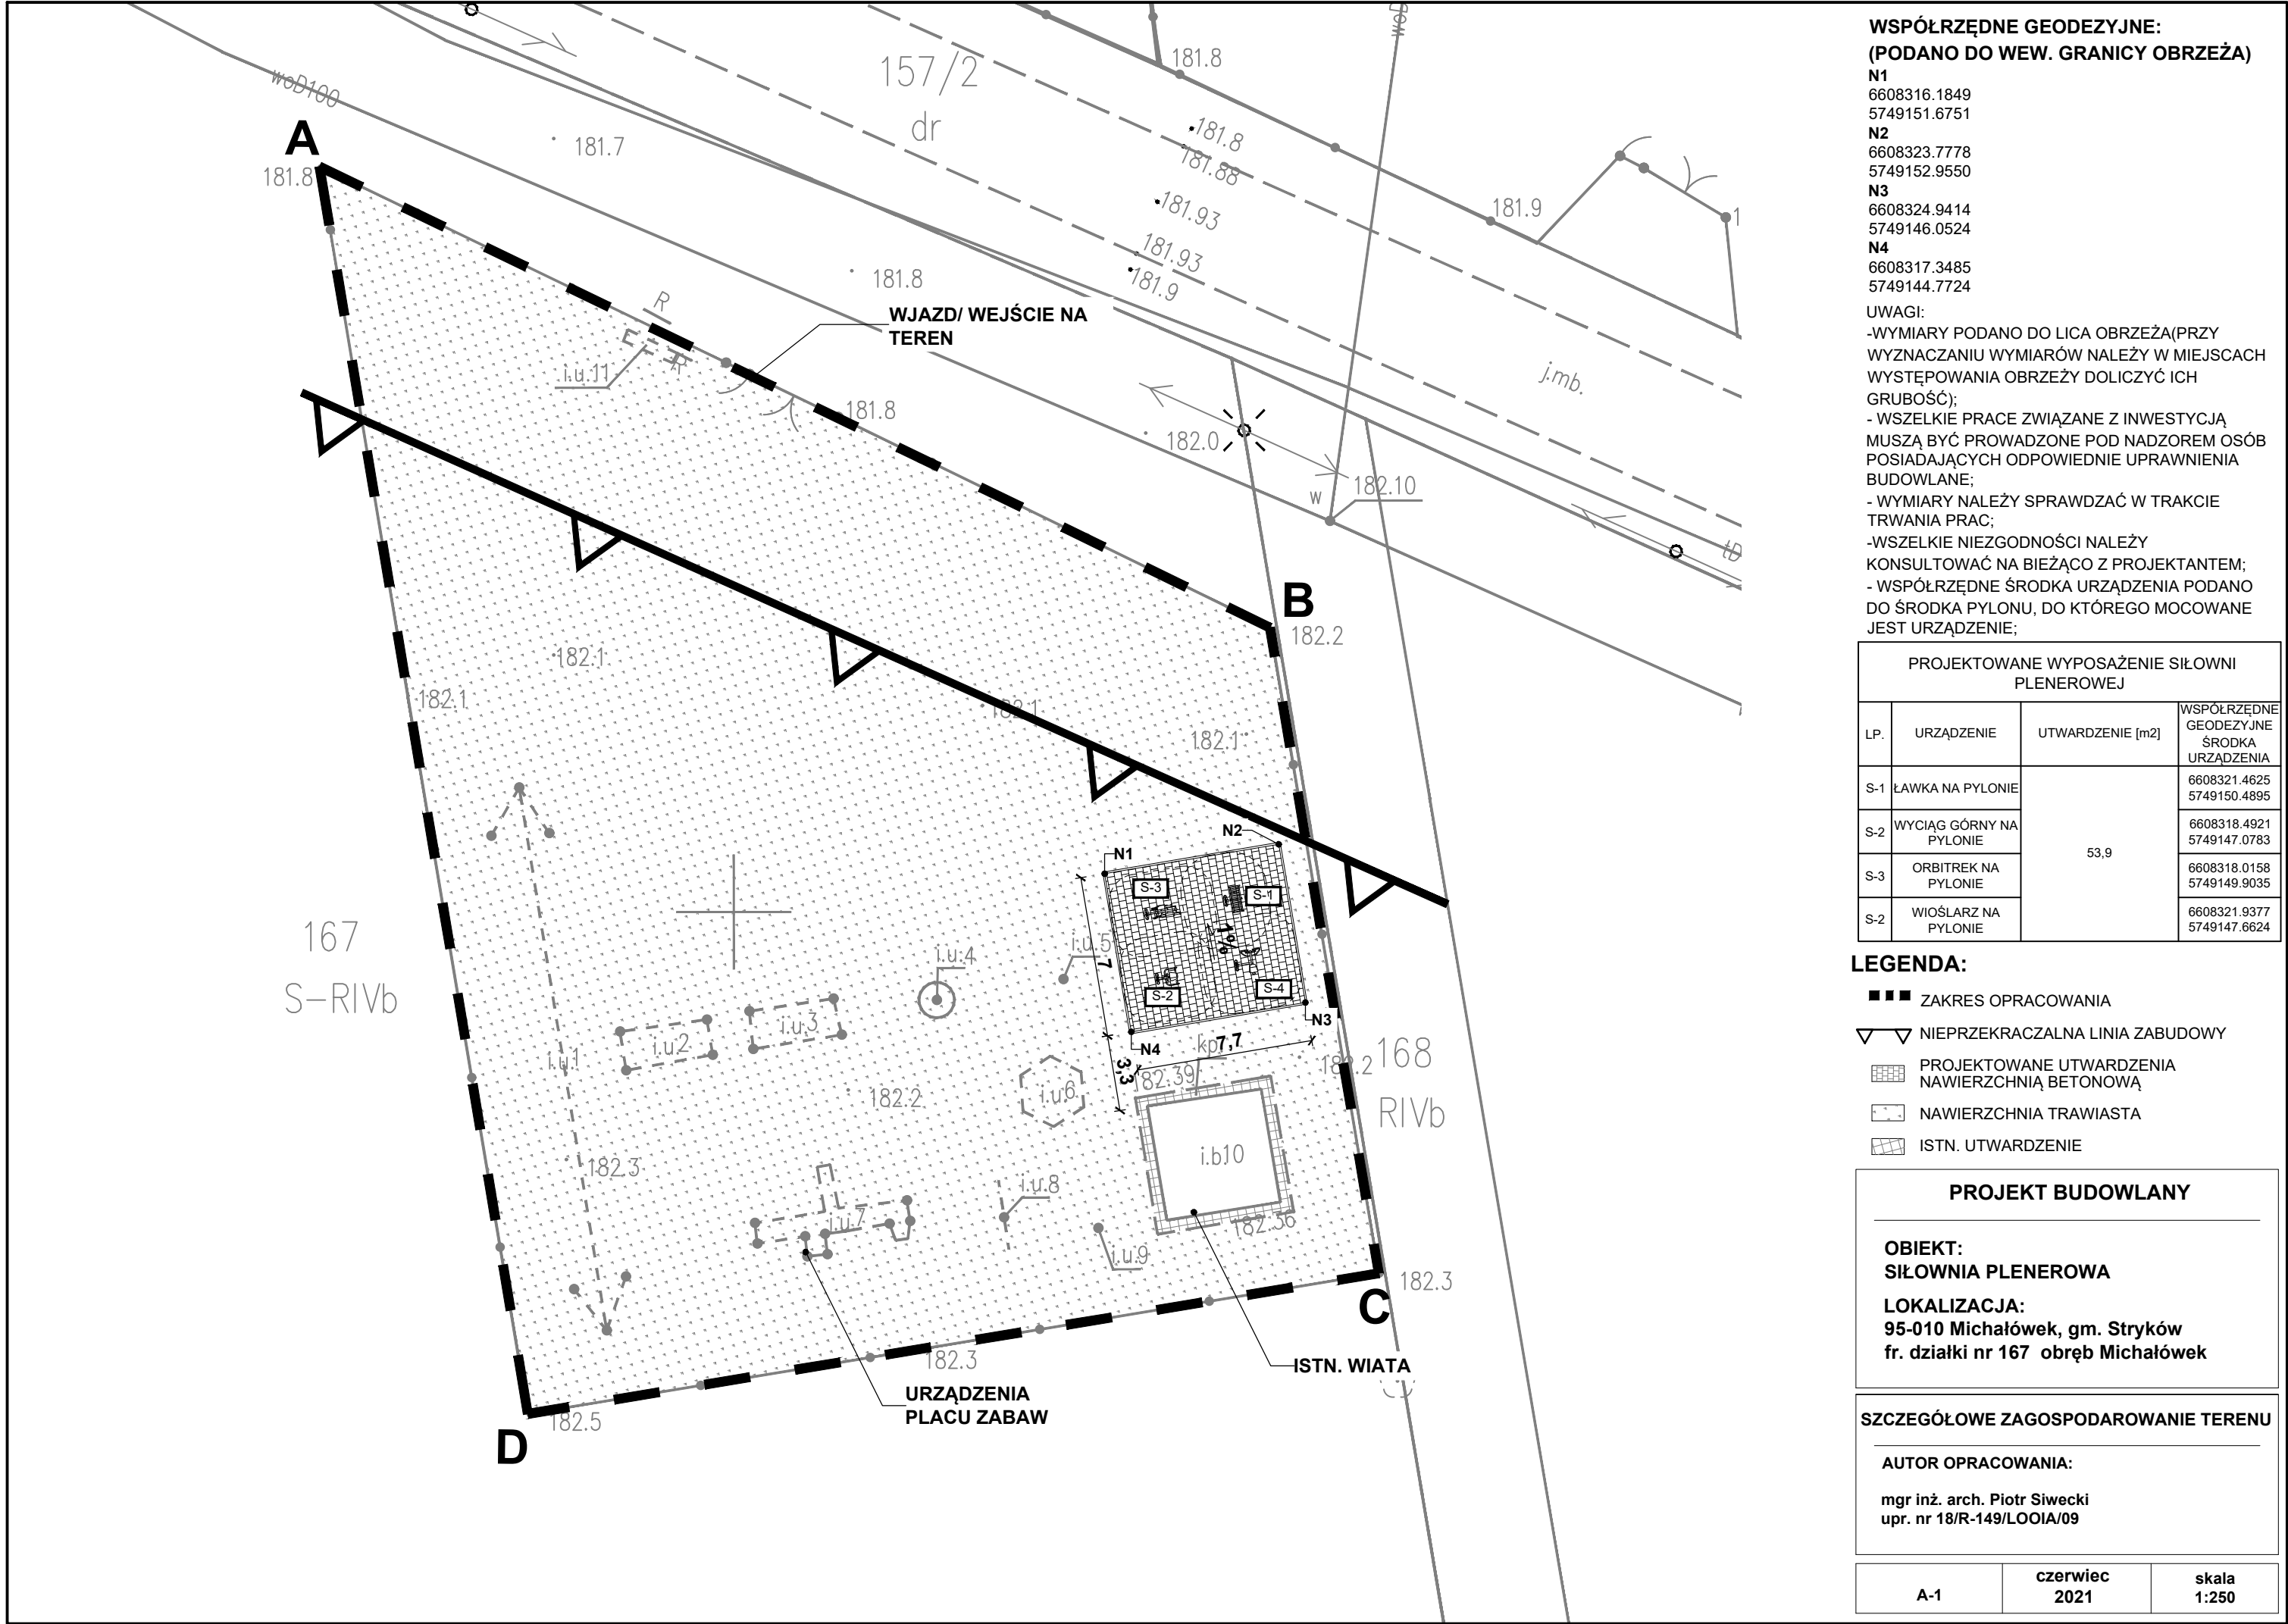 woD100
A
181.8
181.7
157/2
dr
181.8
woD
181.8
181.88
181.93
181.93
181.9
181.9
1
181.8
WJAZD/ WEJŚCIE NA
TEREN
R
E
R
i.u.11
181.8
182.0
j.mb.
w
182.10
tD
B
182.2
182.1
182.1
182.1
182.1
N1
N2
S-3
S-1
1%
S-2
S-4
N3
N4
7
7,7
3,3
kp
167
S-RIVb
i.u.4
i.u.5
i.u.3
i.u.2
i.u.1
i.u6
182.39
182.2
168
RIVb
182.2
182.3
i.b10
i.u.8
i.u.7
i.u.9
182.36
182.3
C
182.3
ISTN. WIATA
URZĄDZENIA
PLACU ZABAW
182.5
D
WSPÓŁRZĘDNE GEODEZYJNE:
(PODANO DO WEW. GRANICY OBRZEŻA)
N1
6608316.1849
5749151.6751
N2
6608323.7778
5749152.9550
N3
6608324.9414
5749146.0524
N4
6608317.3485
5749144.7724
UWAGI:
-WYMIARY PODANO DO LICA OBRZEŻA(PRZY
WYZNACZANIU WYMIARÓW NALEŻY W MIEJSCACH
WYSTĘPOWANIA OBRZEŻY DOLICZYĆ ICH
GRUBOŚĆ);
- WSZELKIE PRACE ZWIĄZANE Z INWESTYCJĄ
MUSZĄ BYĆ PROWADZONE POD NADZOREM OSÓB
POSIADAJĄCYCH ODPOWIEDNIE UPRAWNIENIA
BUDOWLANE;
- WYMIARY NALEŻY SPRAWDZAĆ W TRAKCIE
TRWANIA PRAC;
-WSZELKIE NIEZGODNOŚCI NALEŻY
KONSULTOWAĆ NA BIEŻĄCO Z PROJEKTANTEM;
- WSPÓŁRZĘDNE ŚRODKA URZĄDZENIA PODANO
DO ŚRODKA PYLONU, DO KTÓREGO MOCOWANE
JEST URZĄDZENIE;
PROJEKTOWANE WYPOSAŻENIE SIŁOWNI
PLENEROWEJ
LP.
URZĄDZENIE
UTWARDZENIE [m2]
WSPÓŁRZĘDNE
GEODEZYJNE
ŚRODKA
URZĄDZENIA
S-1
ŁAWKA NA PYLONIE
53,9
6608321.4625
5749150.4895
S-2
WYCIĄG GÓRNY NA
PYLONIE
6608318.4921
5749147.0783
S-3
ORBITREK NA
PYLONIE
6608318.0158
5749149.9035
S-2
WIOŚLARZ NA
PYLONIE
6608321.9377
5749147.6624
LEGENDA:
ZAKRES OPRACOWANIA
NIEPRZEKRACZALNA LINIA ZABUDOWY
PROJEKTOWANE UTWARDZENIA
NAWIERZCHNIĄ BETONOWĄ
NAWIERZCHNIA TRAWIASTA
ISTN. UTWARDZENIE
PROJEKT BUDOWLANY
OBIEKT:
SIŁOWNIA PLENEROWA
LOKALIZACJA:
95-010 Michałówek, gm. Stryków
fr. działki nr 167 obręb Michałówek
SZCZEGÓŁOWE ZAGOSPODAROWANIE TERENU
AUTOR OPRACOWANIA:
mgr inż. arch. Piotr Siwecki
upr. nr 18/R-149/LOOIA/09
A-1
czerwiec
2021
skala
1:250